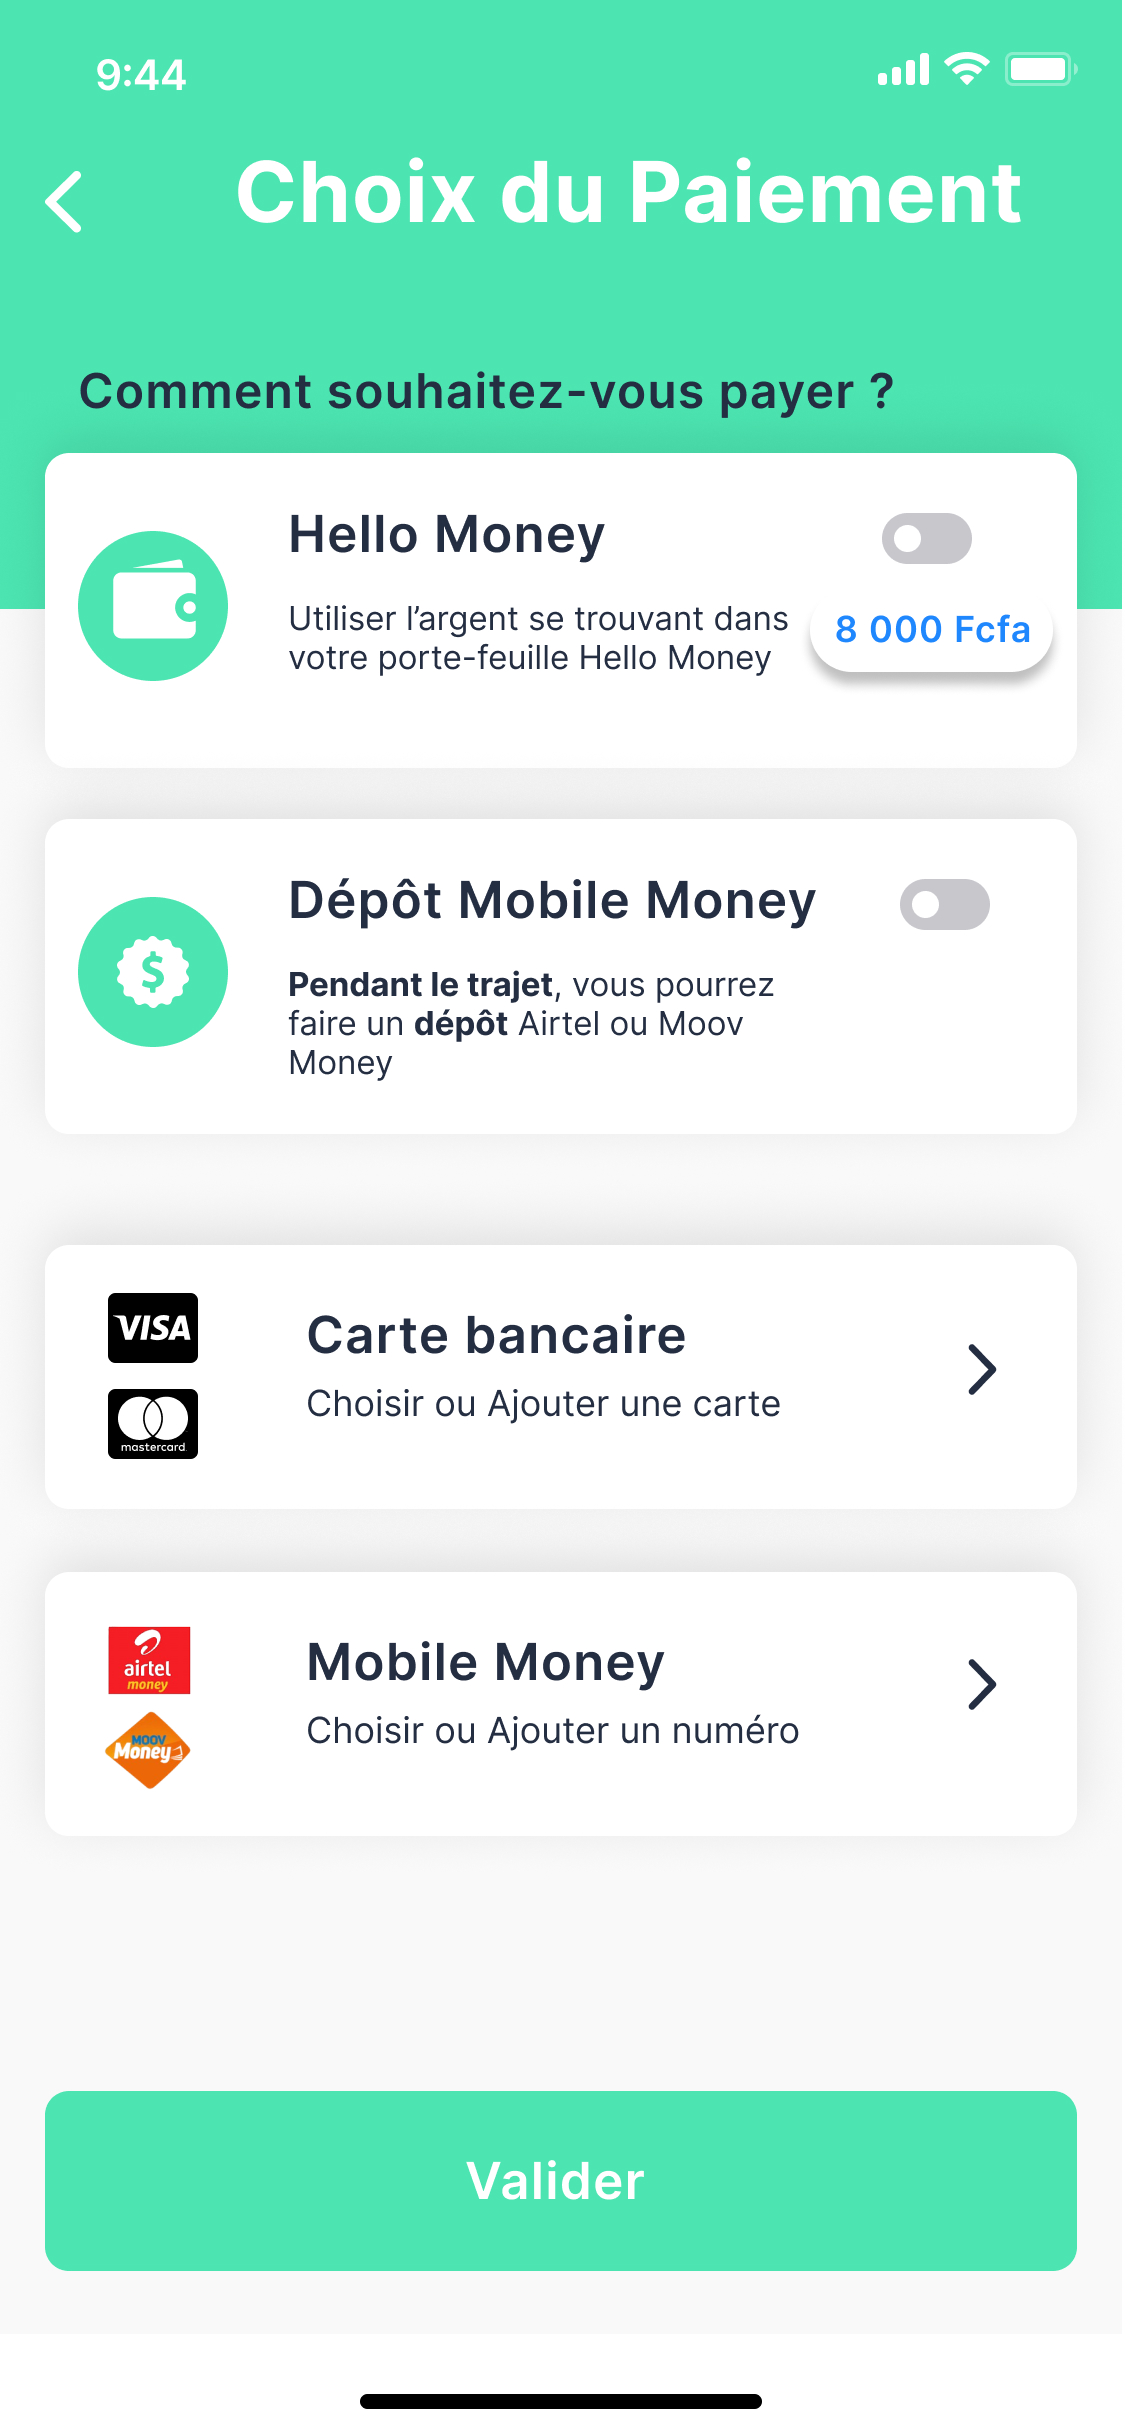 9:44
Choix du Paiement
Comment souhaitez-vous payer ?
Hello Money
Utiliser l’argent se trouvant dans
votre porte-feuille Hello Money
8 000 Fcfa
Dépôt Mobile Money
$
Pendant le trajet, vous pourrez
faire un dépôt Airtel ou Moov
Money
VISA
mastercard.
Carte bancaire
Choisir ou Ajouter une carte
airtel
money
MOOV
Money
Mobile Money
Choisir ou Ajouter un numéro
Valider